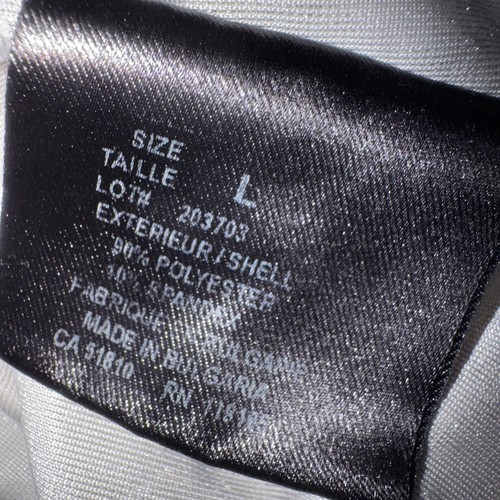 SIZE
TAILLE L
LOT# 203703
EXTERIEUR/SHELL
90% POLYESTER
10% SPANDEX
FABRIQUE EN BULGARIE
MADE IN BULGARIA
CA 51810 RN